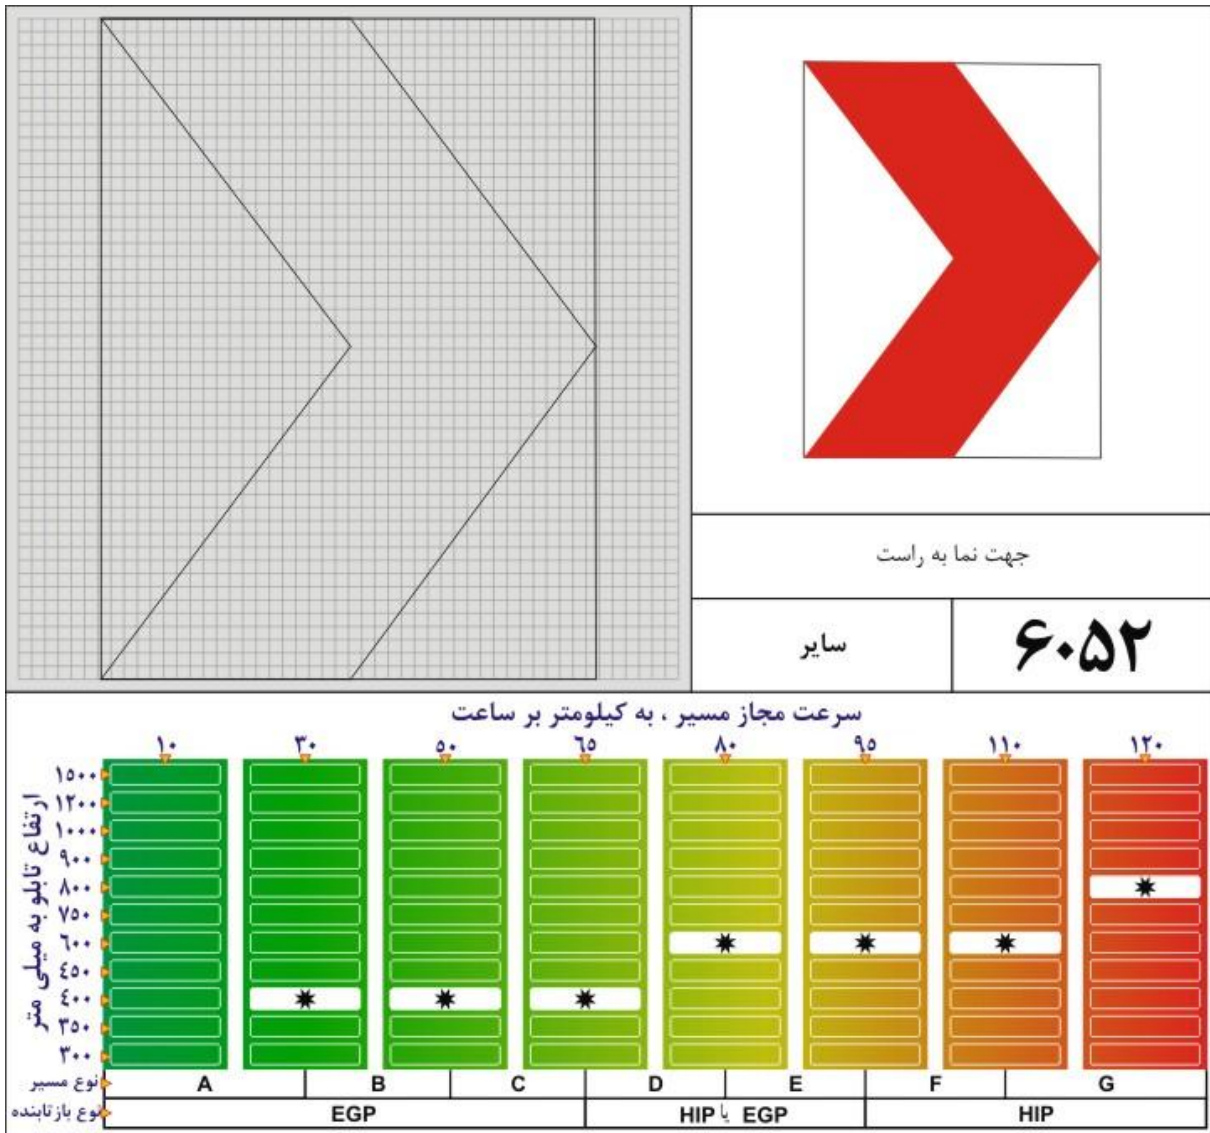 جهت نما به راست
۶۰۵۲
سایر
سرعت مجاز مسیر ، به کیلومتر بر ساعت
۱۰ ۳۰ ۵۰ ۶۵ ۸۰ ۹۵ ۱۱۰ ۱۲۰
ارتفاع تابلو به میلی متر
۱۵۰۰
۱۲۰۰
۱۰۰۰
۹۰۰
۸۰۰
۷۵۰
۶۰۰
٤۵۰
٤۰۰
۳۵۰
۳۰۰
نوع مسیر A B C D E F G
نوع بازتابنده EGP HIP یا EGP HIP